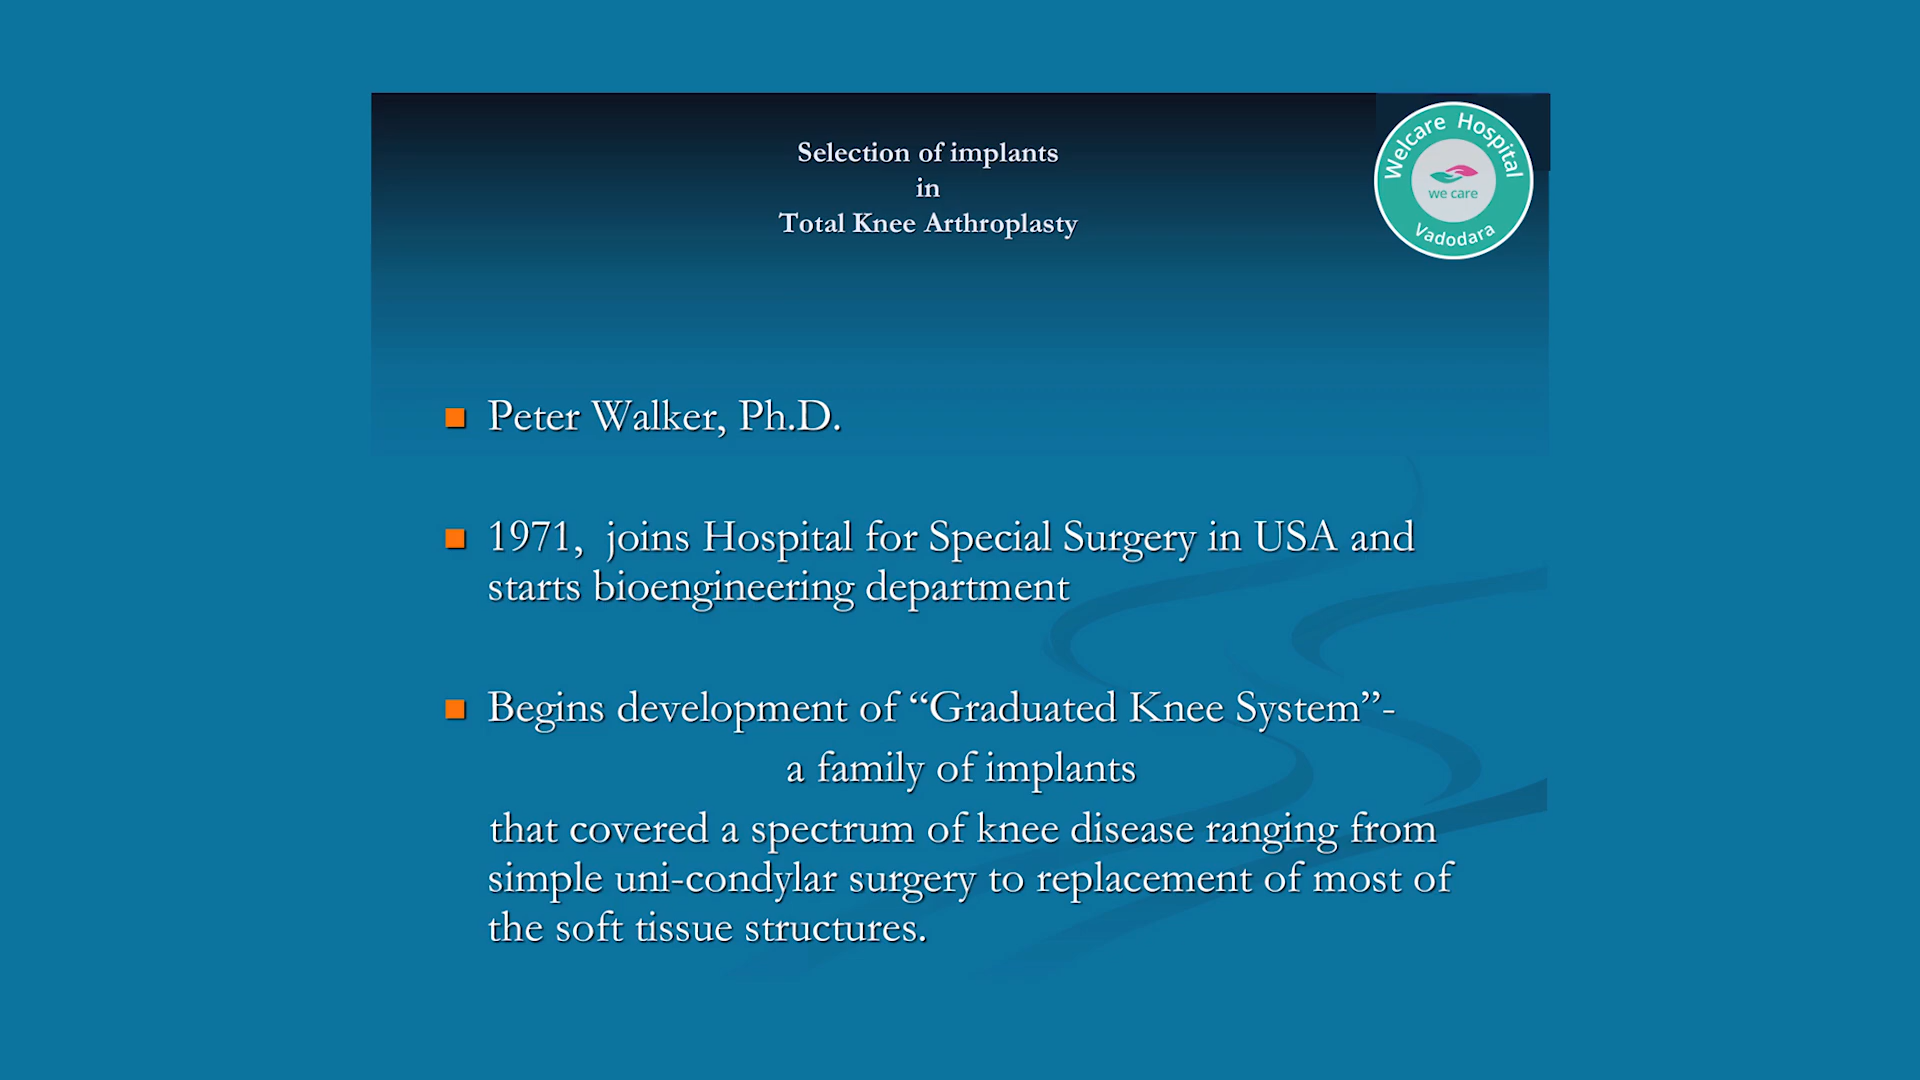 Selection of implants
in
Total Knee Arthroplasty
Welcare Hospital
we care
Vadodara
Peter Walker, Ph.D.
1971,  joins Hospital for Special Surgery in USA and
starts bioengineering department
Begins development of “Graduated Knee System”-
a family of implants
that covered a spectrum of knee disease ranging from
simple uni-condylar surgery to replacement of most of
the soft tissue structures.